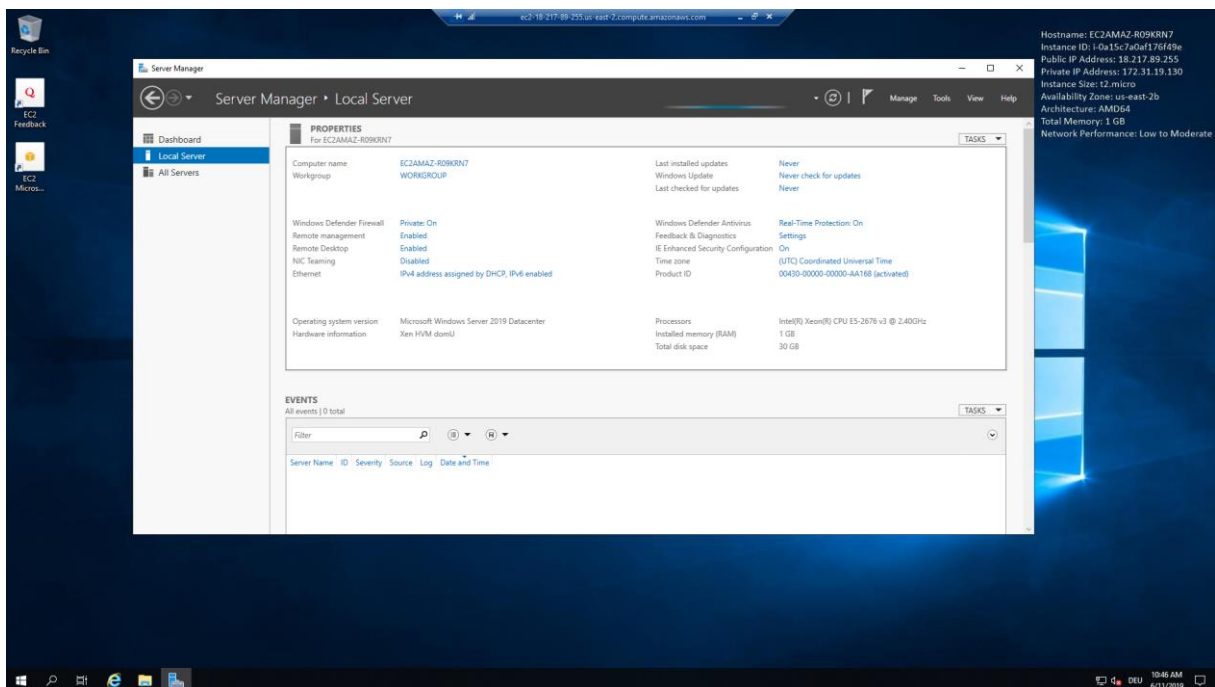 ec2-18-217-89-255.us-east-2.compute.amazonaws.com
Recycle Bin
EC2
Feedback
EC2
Micros...
Hostname: EC2AMAZ-R09KRN7
Instance ID: i-0a15c7a0af176f49e
Public IP Address: 18.217.89.255
Private IP Address: 172.31.19.130
Instance Size: t2.micro
Availability Zone: us-east-2b
Architecture: AMD64
Total Memory: 1 GB
Network Performance: Low to Moderate
Server Manager
Server Manager • Local Server
Manage Tools View Help
Dashboard
Local Server
All Servers
PROPERTIES
For EC2AMAZ-R09KRN7
TASKS
Computer name EC2AMAZ-R09KRN7
Workgroup WORKGROUP
Last installed updates Never
Windows Update Never check for updates
Last checked for updates Never
Windows Defender Firewall Private: On
Remote management Enabled
Remote Desktop Enabled
NIC Teaming Disabled
Ethernet IPv4 address assigned by DHCP, IPv6 enabled
Windows Defender Antivirus Real-Time Protection: On
Feedback & Diagnostics Settings
IE Enhanced Security Configuration On
Time zone (UTC) Coordinated Universal Time
Product ID 00430-00000-00000-AA168 (activated)
Operating system version Microsoft Windows Server 2019 Datacenter
Hardware information Xen HVM domU
Processors Intel(R) Xeon(R) CPU E5-2676 v3 @ 2.40GHz
Installed memory (RAM) 1 GB
Total disk space 30 GB
EVENTS
All events | 0 total
TASKS
Filter
Server Name ID Severity Source Log Date and Time
DEU
10:46 AM
6/11/2019